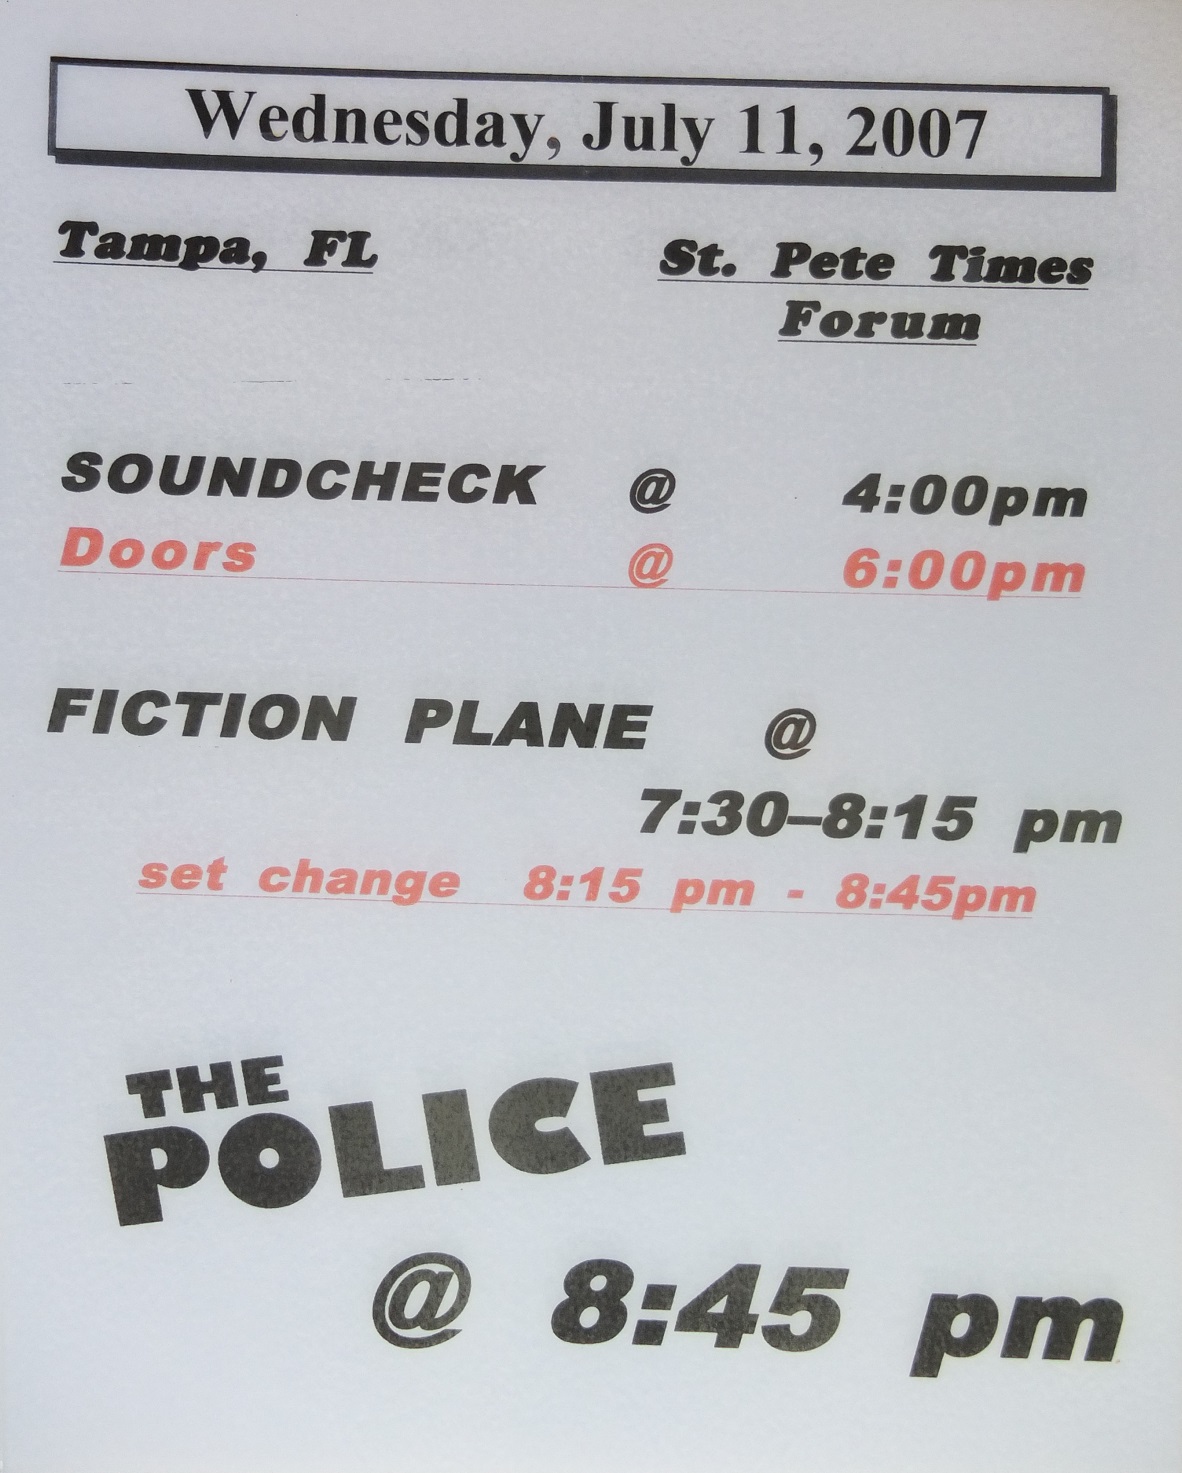 Wednesday, July 11, 2007
Tampa, FL St. Pete Times
Forum
SOUNDCHECK @ 4:00pm
Doors @ 6:00pm
FICTION PLANE @
7:30–8:15 pm
set change 8:15 pm - 8:45pm
THE
POLICE
@ 8:45 pm